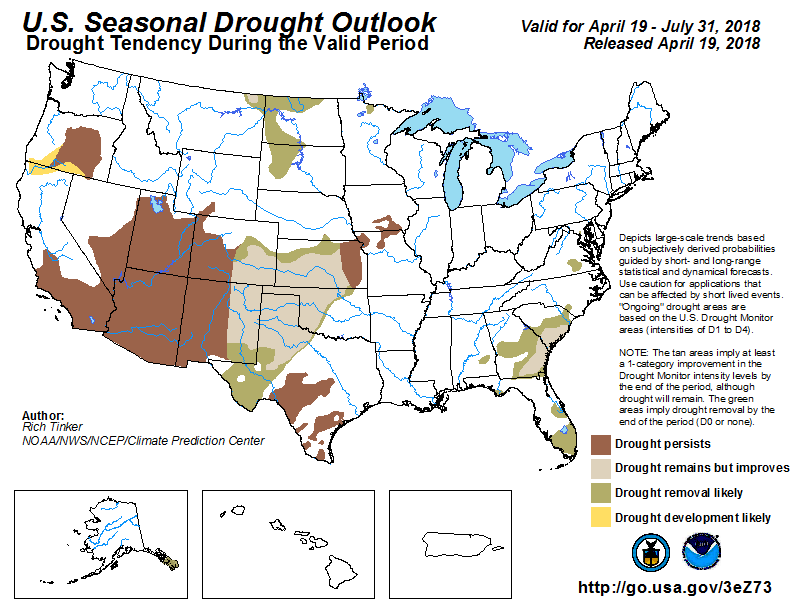 U.S. Seasonal Drought Outlook
Drought Tendency During the Valid Period
Valid for April 19 - July 31, 2018
Released April 19, 2018
Depicts large-scale trends based
on subjectively derived probabilities
guided by short- and long-range
statistical and dynamical forecasts.
Use caution for applications that
can be affected by short lived events.
"Ongoing" drought areas are
based on the U.S. Drought Monitor
areas (intensities of D1 to D4).
NOTE: The tan areas imply at least
a 1-category improvement in the
Drought Monitor intensity levels by
the end of the period, although
drought will remain. The green
areas imply drought removal by the
end of the period (D0 or none).
Author:
Rich Tinker
NOAA/NWS/NCEP/Climate Prediction Center
Drought persists
Drought remains but improves
Drought removal likely
Drought development likely
http://go.usa.gov/3eZ73